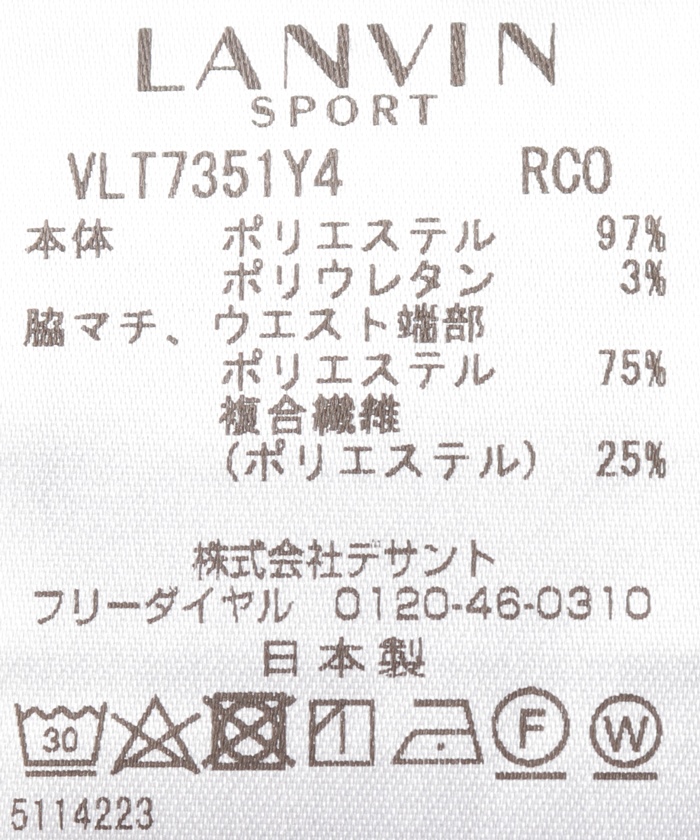 LANVIN
SPORT
VLT7351Y4 RCO
本体 ポリエステル 97%
ポリウレタン 3%
脇マチ、ウエスト端部
ポリエステル 75%
複合繊維
(ポリエステル) 25%
株式会社デサント
フリーダイヤル 0120-46-0310
日本製
30 F W
5114223